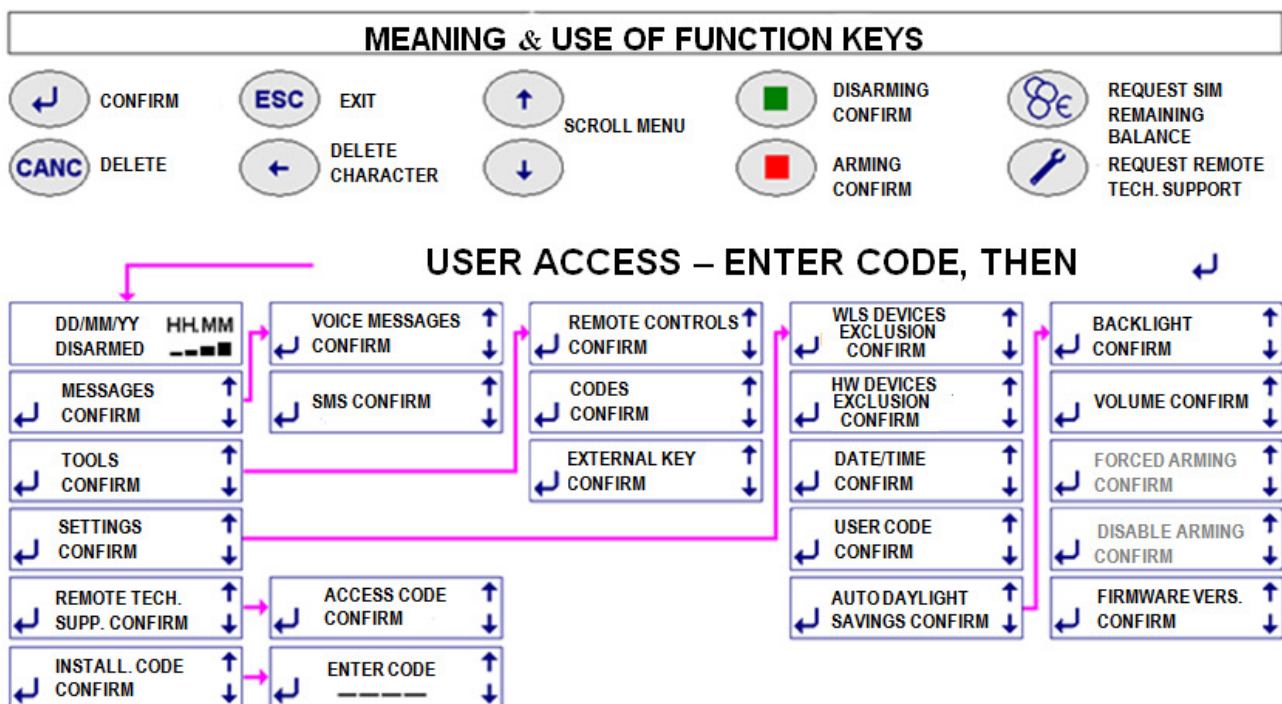 MEANING & USE OF FUNCTION KEYS
CONFIRM
ESC
EXIT
SCROLL MENU
DISARMING
CONFIRM
€
REQUEST SIM
REMAINING
BALANCE
CANC
DELETE
DELETE
CHARACTER
ARMING
CONFIRM
REQUEST REMOTE
TECH. SUPPORT
USER ACCESS – ENTER CODE, THEN
DD/MM/YY HH.MM
DISARMED
MESSAGES
CONFIRM
TOOLS
CONFIRM
SETTINGS
CONFIRM
REMOTE TECH.
SUPP. CONFIRM
INSTALL. CODE
CONFIRM
VOICE MESSAGES
CONFIRM
SMS CONFIRM
ACCESS CODE
CONFIRM
ENTER CODE
– – – –
REMOTE CONTROLS
CONFIRM
CODES
CONFIRM
EXTERNAL KEY
CONFIRM
WLS DEVICES
EXCLUSION
CONFIRM
HW DEVICES
EXCLUSION
CONFIRM
DATE/TIME
CONFIRM
USER CODE
CONFIRM
AUTO DAYLIGHT
SAVINGS CONFIRM
BACKLIGHT
CONFIRM
VOLUME CONFIRM
FORCED ARMING
CONFIRM
DISABLE ARMING
CONFIRM
FIRMWARE VERS.
CONFIRM